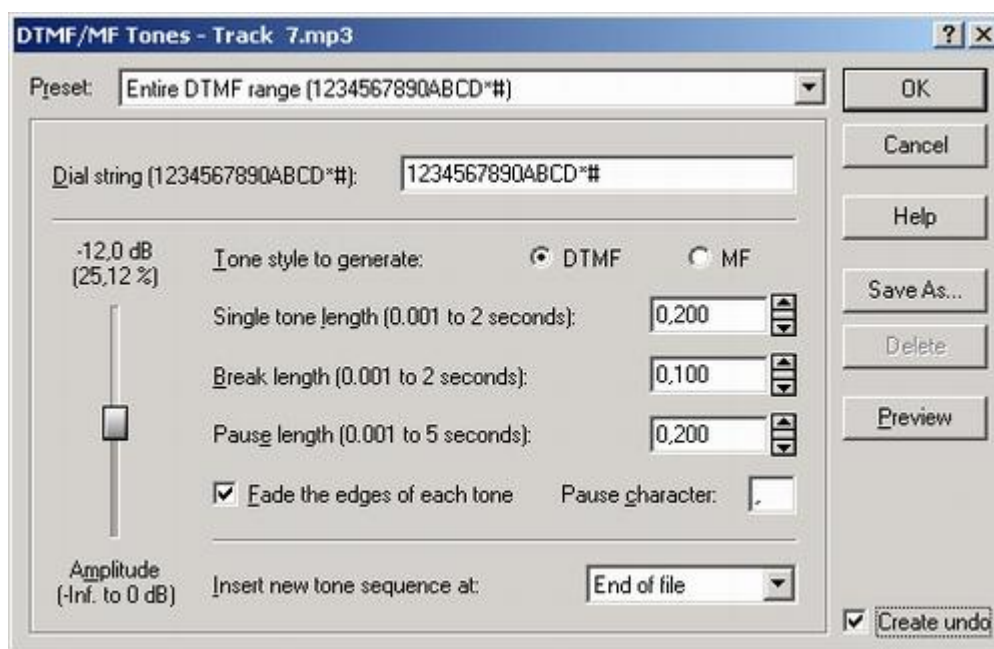 DTMF/MF Tones - Track 7.mp3
? x
Preset: Entire DTMF range (1234567890ABCD*#) OK
Cancel
Dial string (1234567890ABCD*#): 1234567890ABCD*#
Help
-12,0 dB
(25,12 %)
Tone style to generate: DTMF MF
Save As...
Single tone length (0.001 to 2 seconds): 0,200
Delete
Break length (0.001 to 2 seconds): 0,100
Preview
Pause length (0.001 to 5 seconds): 0,200
Fade the edges of each tone Pause character: ,
Amplitude
(-Inf. to 0 dB)
Insert new tone sequence at: End of file
Create undo